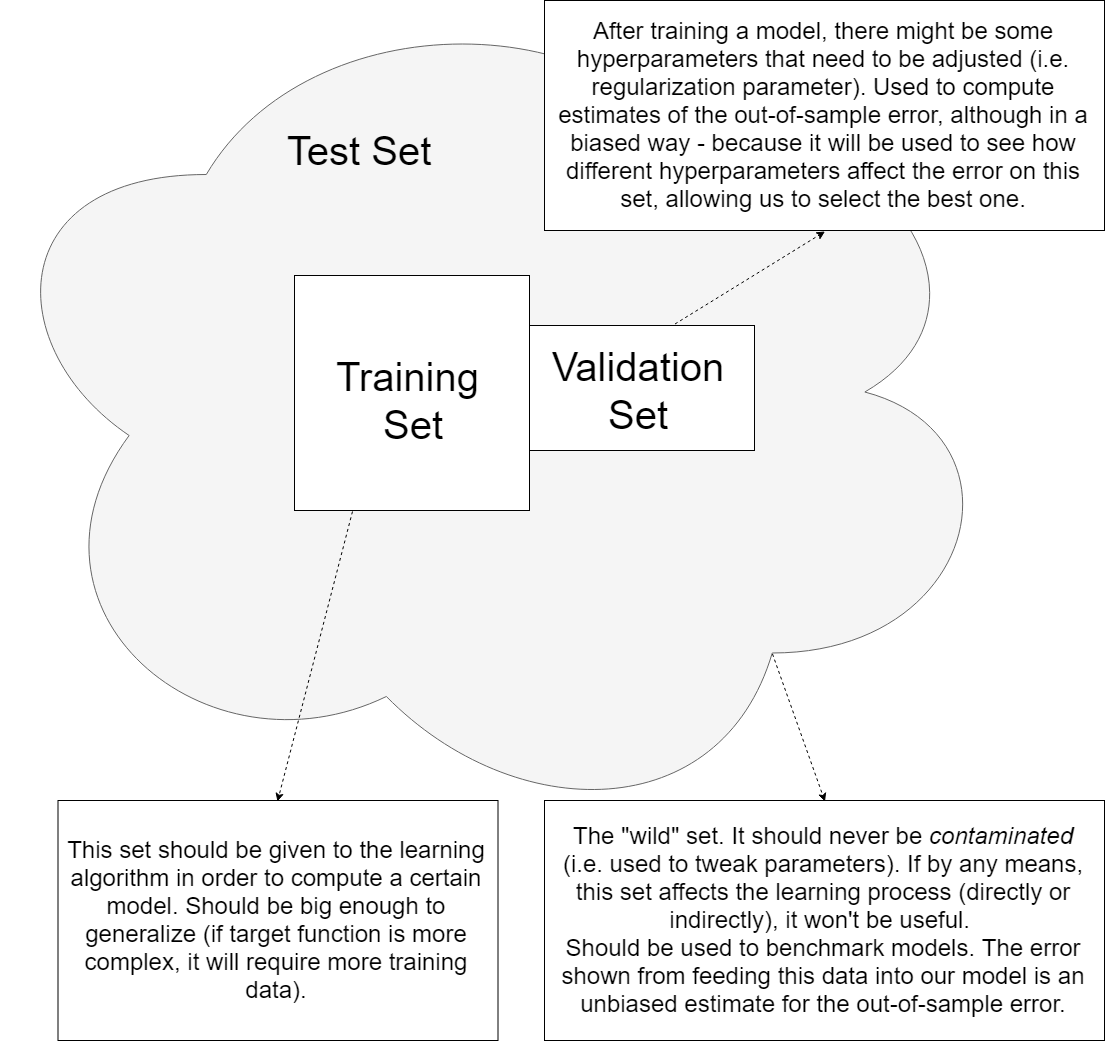 After training a model, there might be some
hyperparameters that need to be adjusted (i.e.
regularization parameter). Used to compute
estimates of the out-of-sample error, although in a
biased way - because it will be used to see how
different hyperparameters affect the error on this
set, allowing us to select the best one.
Test Set
Training
Set
Validation
Set
This set should be given to the learning
algorithm in order to compute a certain
model. Should be big enough to
generalize (if target function is more
complex, it will require more training
data).
The "wild" set. It should never be contaminated
(i.e. used to tweak parameters). If by any means,
this set affects the learning process (directly or
indirectly), it won't be useful.
Should be used to benchmark models. The error
shown from feeding this data into our model is an
unbiased estimate for the out-of-sample error.